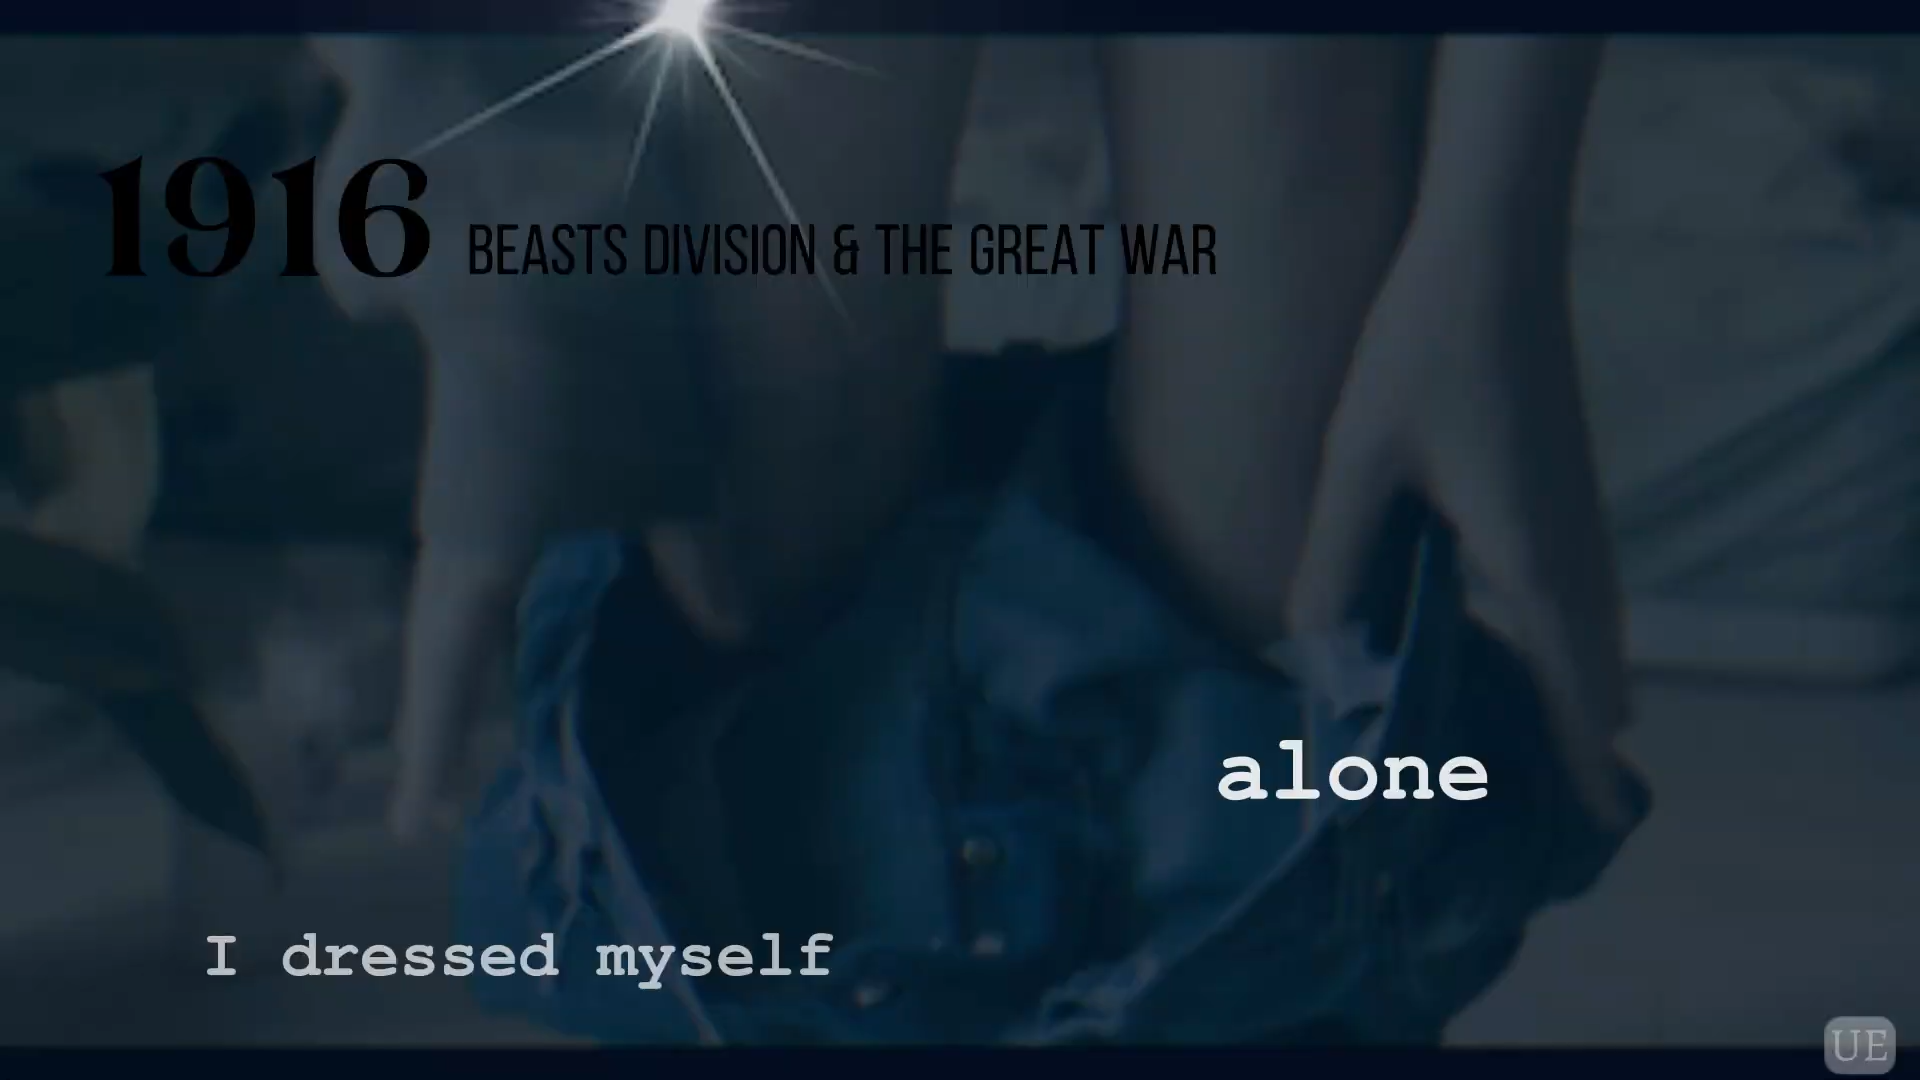 1916 BEASTS DIVISION & THE GREAT WAR
alone
I dressed myself
UE